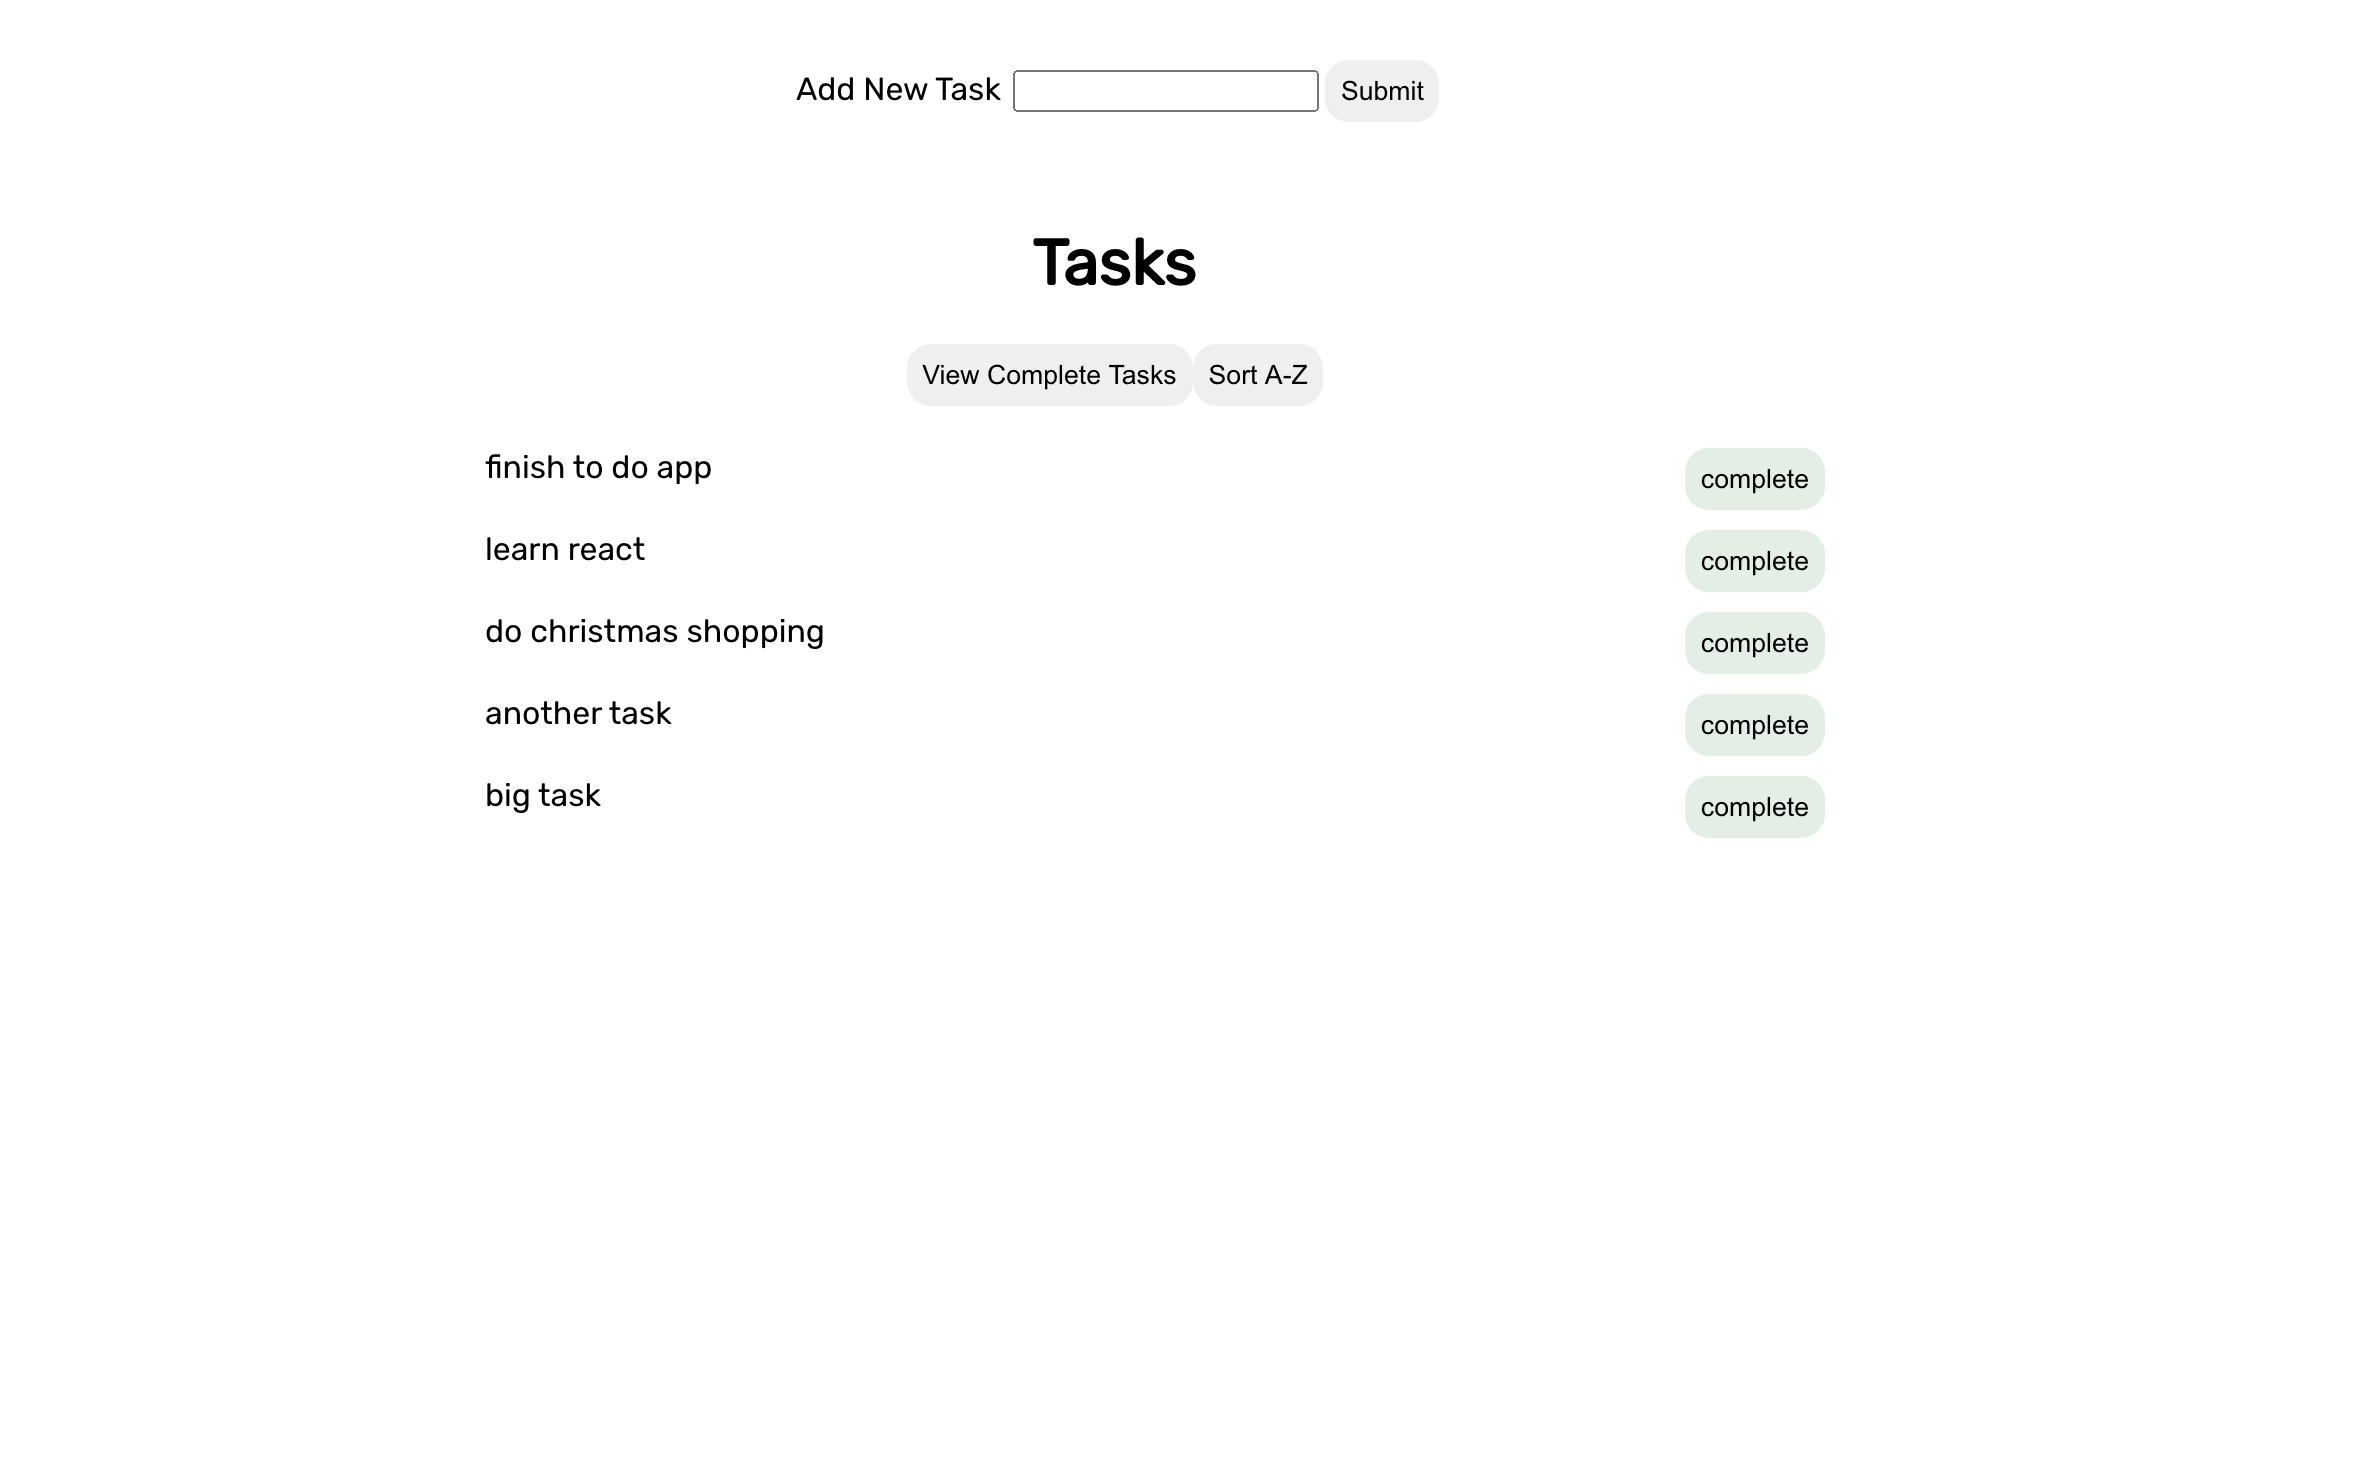 Add New Task Submit
Tasks
View Complete Tasks Sort A-Z
finish to do app complete
learn react complete
do christmas shopping complete
another task complete
big task complete